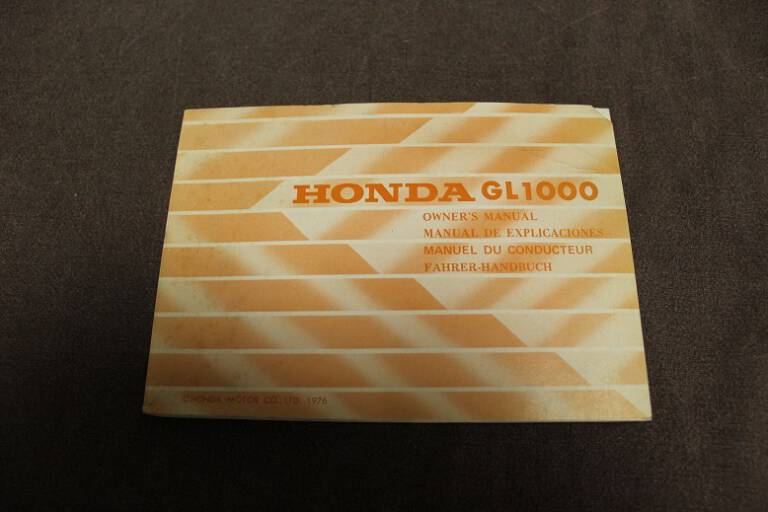 HONDA GL1000
OWNER'S MANUAL
MANUAL DE EXPLICACIONES
MANUEL DU CONDUCTEUR
FAHRER-HANDBUCH
©HONDA MOTOR CO., LTD. 1976